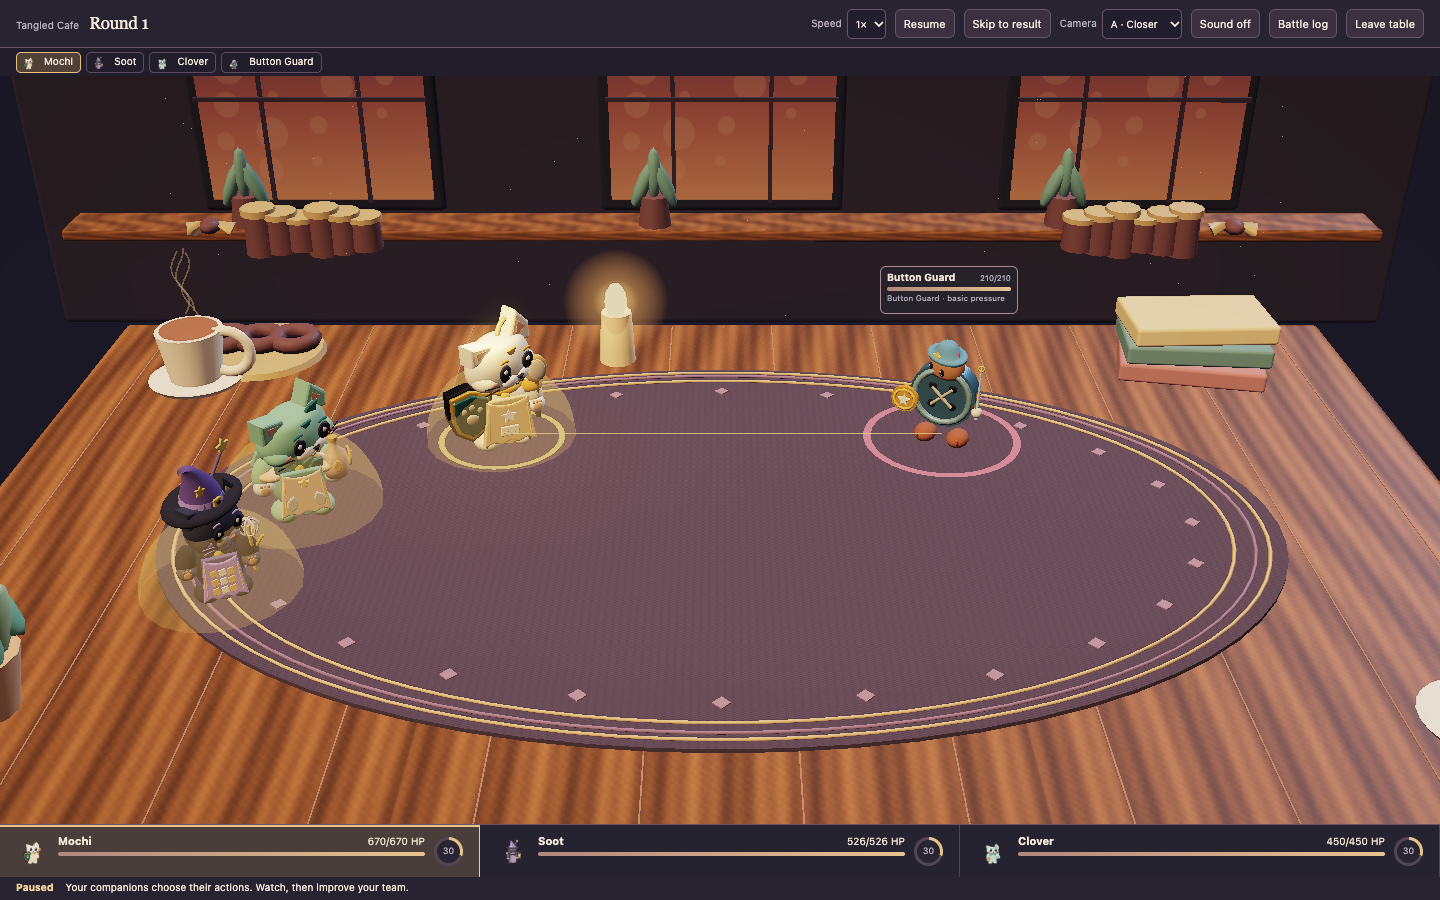 Tangled Cafe Round 1
Speed 1x Resume Skip to result Camera A · Closer Sound off Battle log Leave table
Mochi Soot Clover Button Guard
Button Guard 210/210
Button Guard · basic pressure
Mochi 670/670 HP 30
Soot 526/526 HP 30
Clover 450/450 HP 30
Paused Your companions choose their actions. Watch, then improve your team.